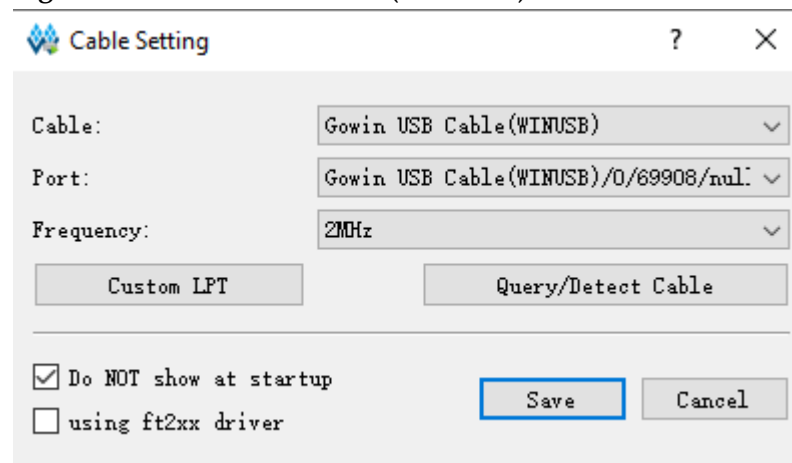 Cable Setting ? ×
Cable: Gowin USB Cable(WINUSB)
Port: Gowin USB Cable(WINUSB)/0/69908/null
Frequency: 2MHz
Custom LPT Query/Detect Cable
Do NOT show at startup
Save Cancel
using ft2xx driver